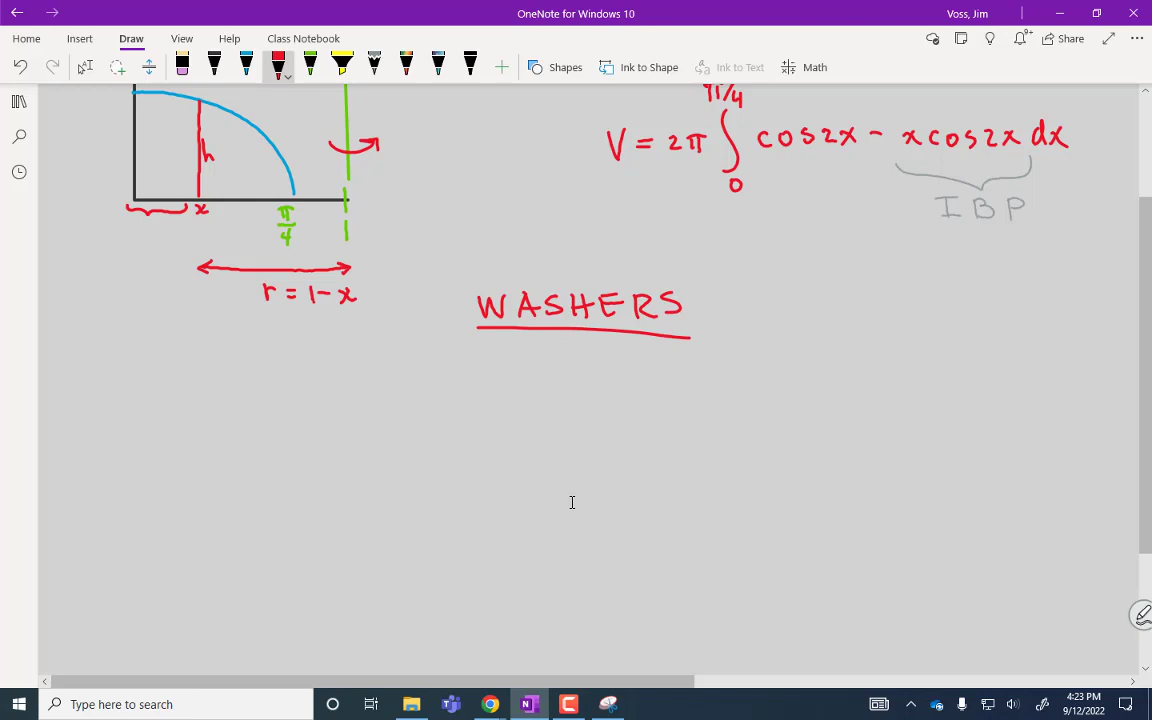 OneNote for Windows 10
Voss, Jim
Home Insert Draw View Help Class Notebook
Share
Shapes Ink to Shape Ink to Text Math
h
x
π/4
r = 1 - x
π/4
V = 2π ∫ cos2x - x cos2x dx
0
I B P
WASHERS
Type here to search
4:23 PM
9/12/2022